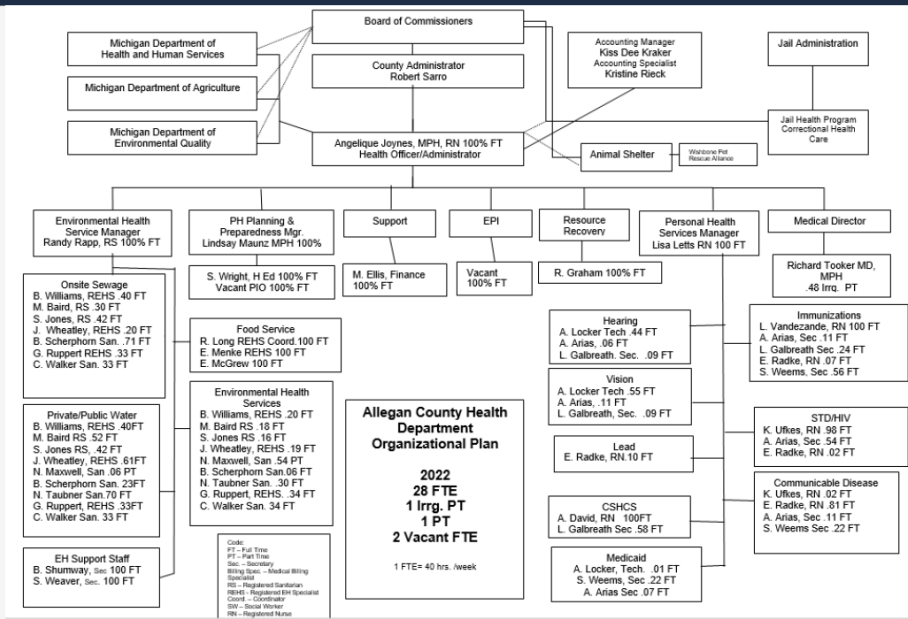 Board of Commissioners
Michigan Department of
Health and Human Services
County Administrator
Robert Sarro
Accounting Manager
Kiss Dee Kraker
Accounting Specialist
Kristine Rieck
Jail Administration
Michigan Department of Agriculture
Michigan Department of
Environmental Quality
Angelique Joynes, MPH, RN 100% FT
Health Officer/Administrator
Animal Shelter
Wishbone Pet
Rescue Alliance
Jail Health Program
Correctional Health
Care
Environmental Health
Service Manager
Randy Rapp, RS 100% FT
PH Planning &
Preparedness Mgr.
Lindsay Maunz MPH 100%
Support
EPI
Resource
Recovery
Personal Health
Services Manager
Lisa Letts RN 100 FT
Medical Director
S. Wright, H Ed 100% FT
Vacant PIO 100% FT
M. Ellis, Finance
100% FT
Vacant
100% FT
R. Graham 100% FT
Richard Tooker MD,
MPH
.48 Irrg. PT
Onsite Sewage
B. Williams, REHS .40 FT
M. Baird, RS .30 FT
S. Jones, RS .42 FT
J. Wheatley, REHS .20 FT
B. Scherphorn San. .71 FT
G. Ruppert REHS .33 FT
C. Walker San. 33 FT
Food Service
R. Long REHS Coord.100 FT
E. Menke REHS 100 FT
E. McGrew 100 FT
Hearing
A. Locker Tech .44 FT
A. Arias, .06 FT
L. Galbreath. Sec. .09 FT
Immunizations
L. Vandezande, RN 100 FT
A. Arias, Sec .11 FT
L. Galbreath Sec .24 FT
E. Radke, RN .07 FT
S. Weems, Sec .56 FT
Private/Public Water
B. Williams, REHS .40FT
M. Baird RS .52 FT
S. Jones RS, .42 FT
J. Wheatley, REHS .61FT
N. Maxwell, San .06 PT
B. Scherphorn San. 23FT
N. Taubner San.70 FT
G. Ruppert, REHS .33FT
C. Walker San 33 FT
Environmental Health
Services
B. Williams, REHS .20 FT
M. Baird RS .18 FT
S. Jones RS .16 FT
J. Wheatley, REHS .19 FT
N. Maxwell, San .54 PT
B. Scherphorn San.06 FT
N. Taubner San. .30 FT
G. Ruppert, REHS. .34 FT
C. Walker San. 34 FT
Allegan County Health
Department
Organizational Plan
2022
28 FTE
1 Irrg. PT
1 PT
2 Vacant FTE
1 FTE= 40 hrs. /week
Vision
A. Locker Tech .55 FT
A. Arias, .11 FT
L. Galbreath, Sec. .09 FT
Lead
E. Radke, RN.10 FT
STD/HIV
K. Ufkes, RN .98 FT
A. Arias, Sec .54 FT
E. Radke, RN .02 FT
CSHCS
A. David, RN 100FT
L. Galbreath Sec .58 FT
Communicable Disease
K. Ufkes, RN .02 FT
E. Radke, RN .81 FT
A. Arias, Sec .11 FT
S. Weems Sec .22 FT
EH Support Staff
B. Shumway, Sec 100 FT
S. Weaver, Sec. 100 FT
Code:
FT – Full Time
PT – Part Time
Sec. – Secretary
Billing Spec. – Medical Billing
Specialist
RS – Registered Sanitarian
REHS - Registered EH Specialist
Coord. – Coordinator
SW – Social Worker
RN – Registered Nurse
Medicaid
A. Locker, Tech. .01 FT
S. Weems, Sec .22 FT
A. Arias Sec .07 FT